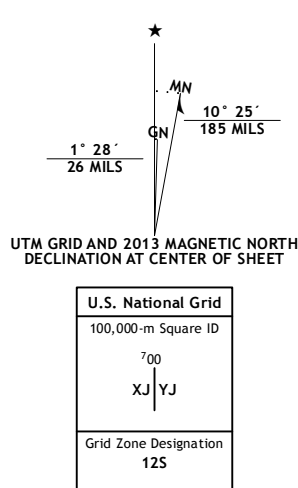 ★
MN
GN
10° 25´
185 MILS
1° 28´
26 MILS
UTM GRID AND 2013 MAGNETIC NORTH
DECLINATION AT CENTER OF SHEET
U.S. National Grid
100,000-m Square ID
⁷00
XJ YJ
Grid Zone Designation
12S